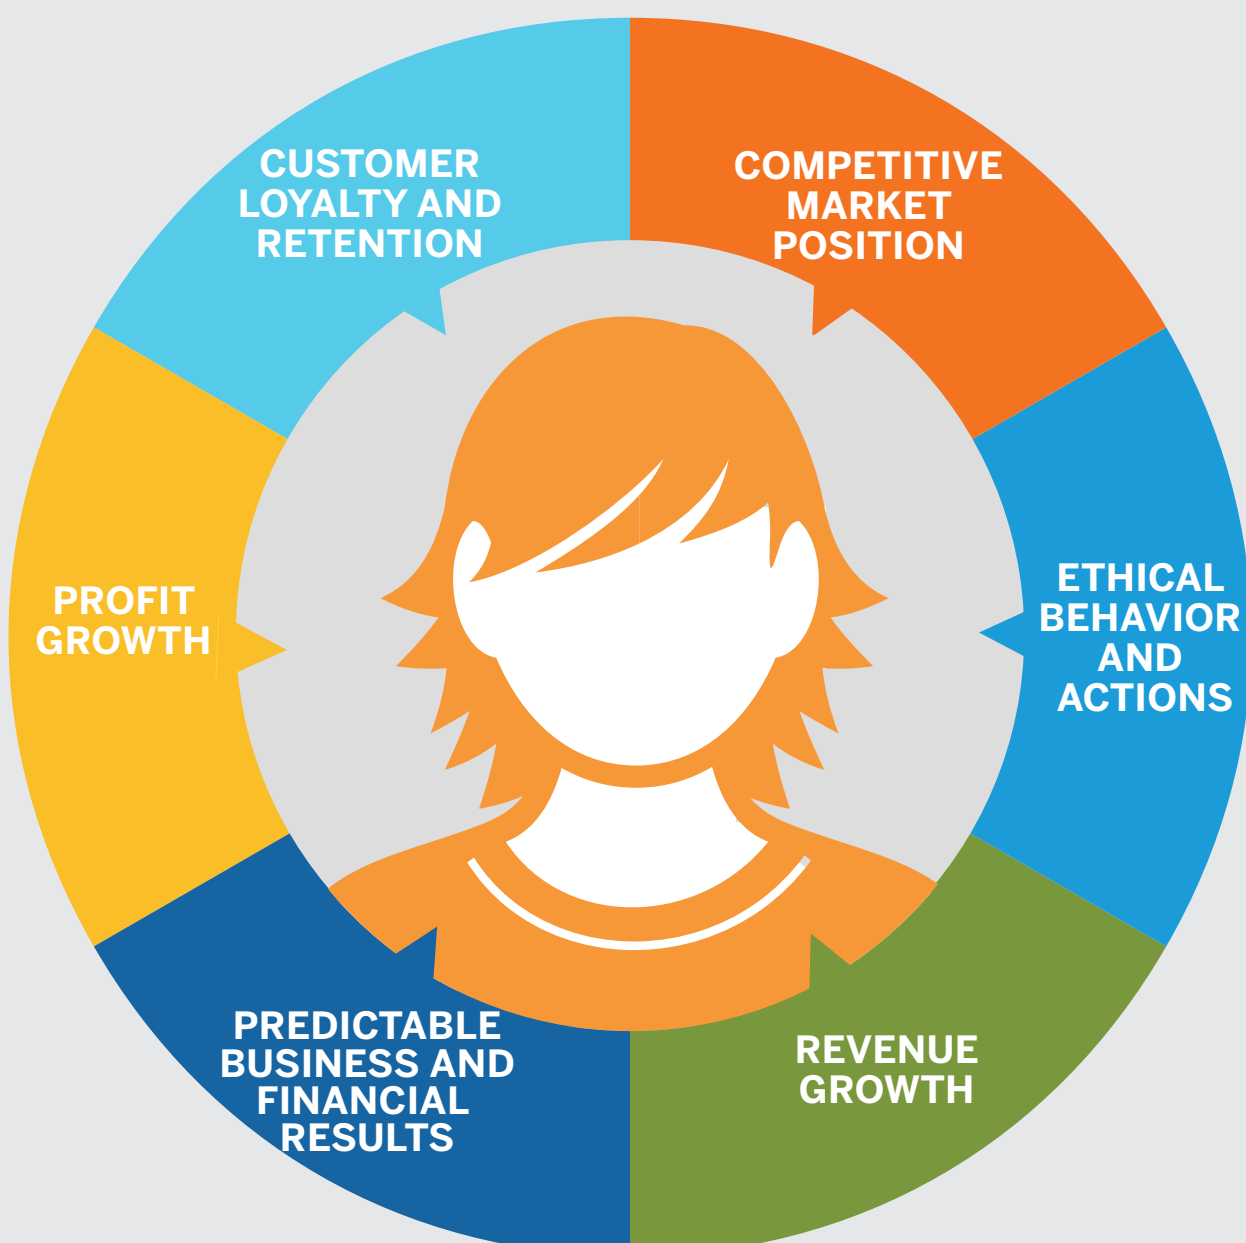 CUSTOMER
LOYALTY AND
RETENTION
COMPETITIVE
MARKET
POSITION
ETHICAL
BEHAVIOR
AND
ACTIONS
REVENUE
GROWTH
PREDICTABLE
BUSINESS AND
FINANCIAL
RESULTS
PROFIT
GROWTH